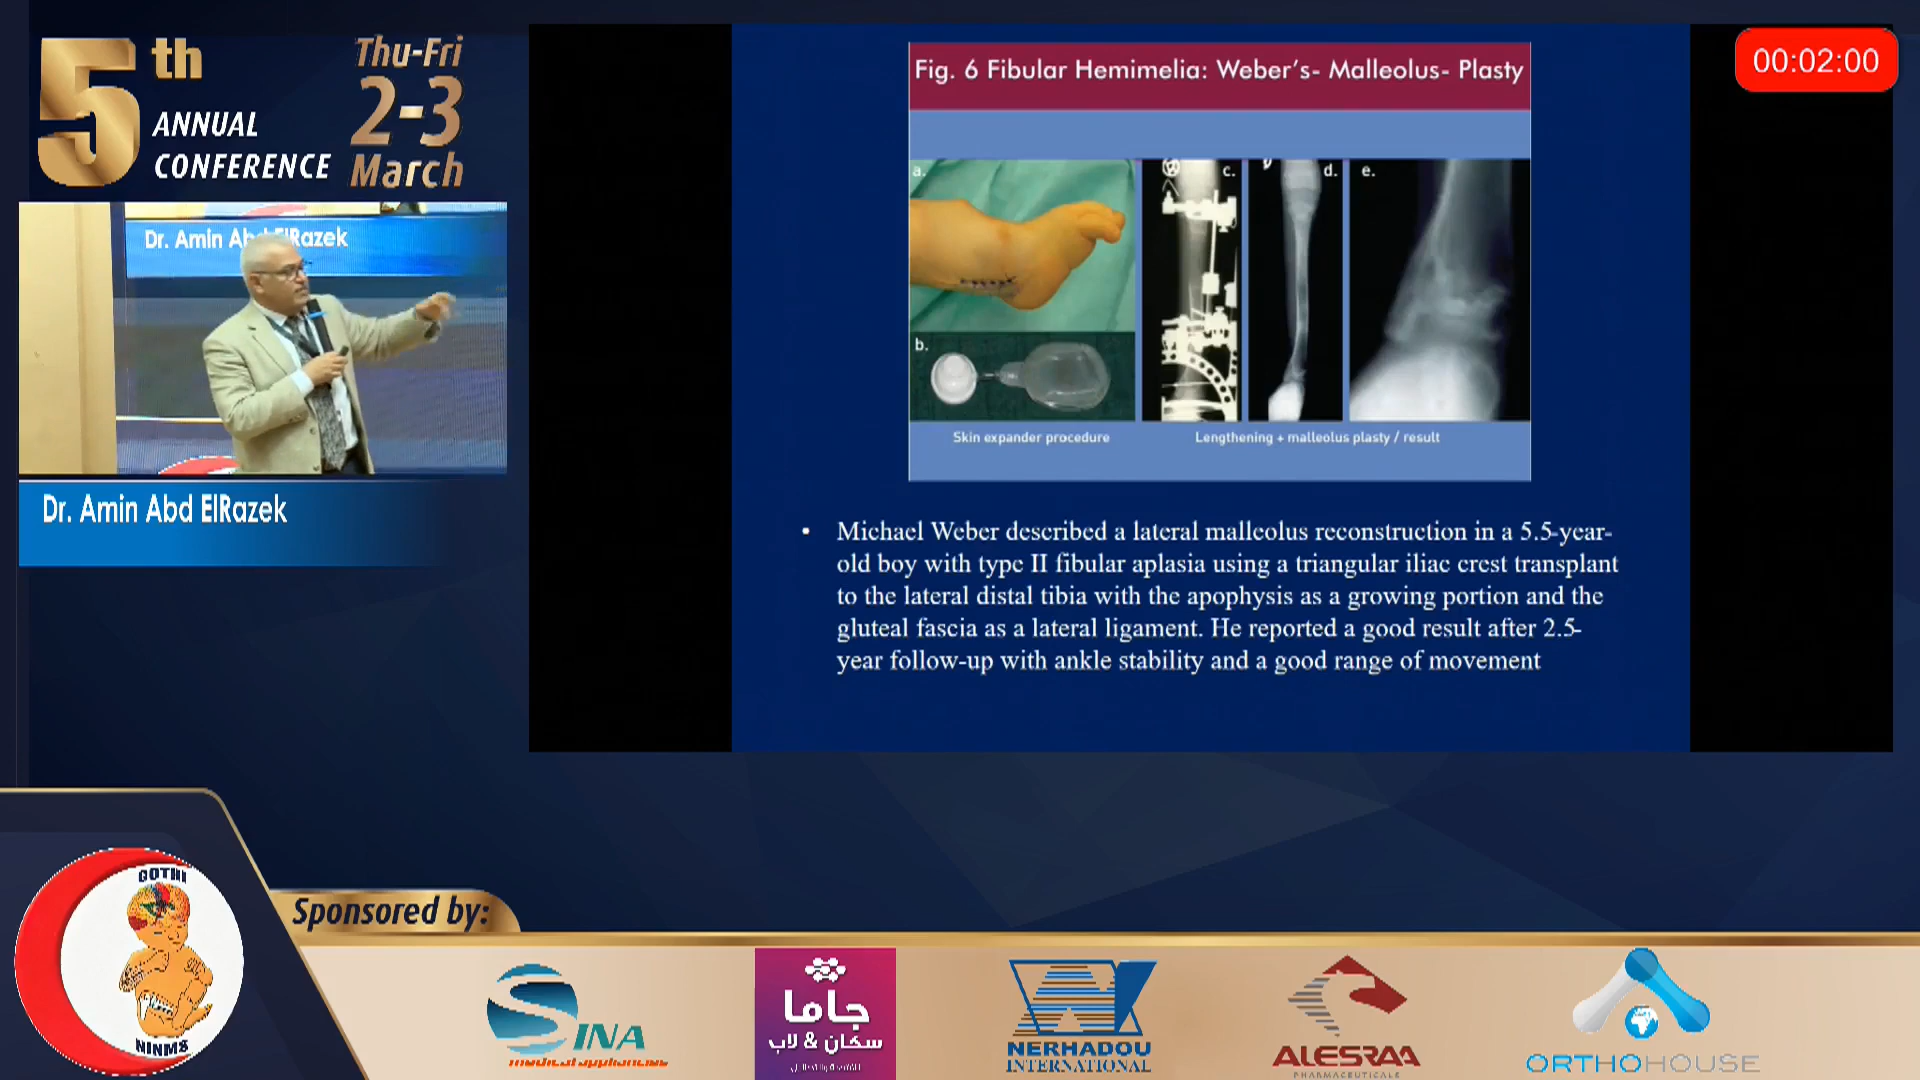 5th
ANNUAL
CONFERENCE
Thu-Fri
2-3
March
Dr. Amin Abd ElRazek
Dr. Amin Abd ElRazek
00:02:00
Fig. 6 Fibular Hemimelia: Weber's- Malleolus- Plasty
a.
b.
c.
d.
e.
Skin expander procedure
Lengthening + malleolus plasty / result
• Michael Weber described a lateral malleolus reconstruction in a 5.5-year-
old boy with type II fibular aplasia using a triangular iliac crest transplant
to the lateral distal tibia with the apophysis as a growing portion and the
gluteal fascia as a lateral ligament. He reported a good result after 2.5-
year follow-up with ankle stability and a good range of movement
GOTHI
NINMS
Sponsored by:
SINA
medical appliances
جاما
سكان & لاب
NERHADOU
INTERNATIONAL
ALESRAA
PHARMACEUTICALS
ORTHOHOUSE